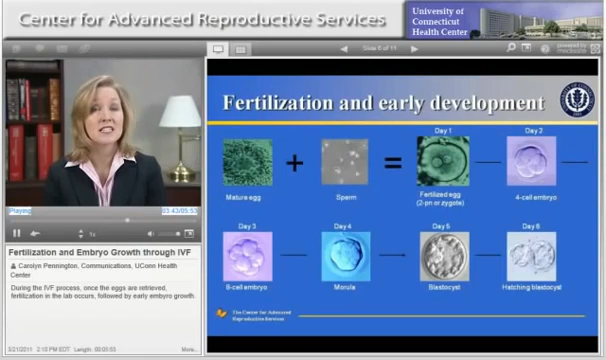 Center for Advanced Reproductive Services
University of
Connecticut
Health Center
Slide 6 of 11
powered by
mediasite
Fertilization and early development
Day 1
Day 2
Mature egg
+
Sperm
=
Fertilized egg
(2-pn or zygote)
4-cell embryo
Day 3
Day 4
Day 5
Day 6
8-cell embryo
Morula
Blastocyst
Hatching blastocyst
The Center for Advanced
Reproductive Services
Playing
03:43/05:53
1x
Fertilization and Embryo Growth through IVF
Carolyn Pennington, Communications, UConn Health
Center
During the IVF process, once the eggs are retrieved,
fertilization in the lab occurs, followed by early embryo growth.
3/21/2011 2:10 PM EDT Length: 00:00:53
More...